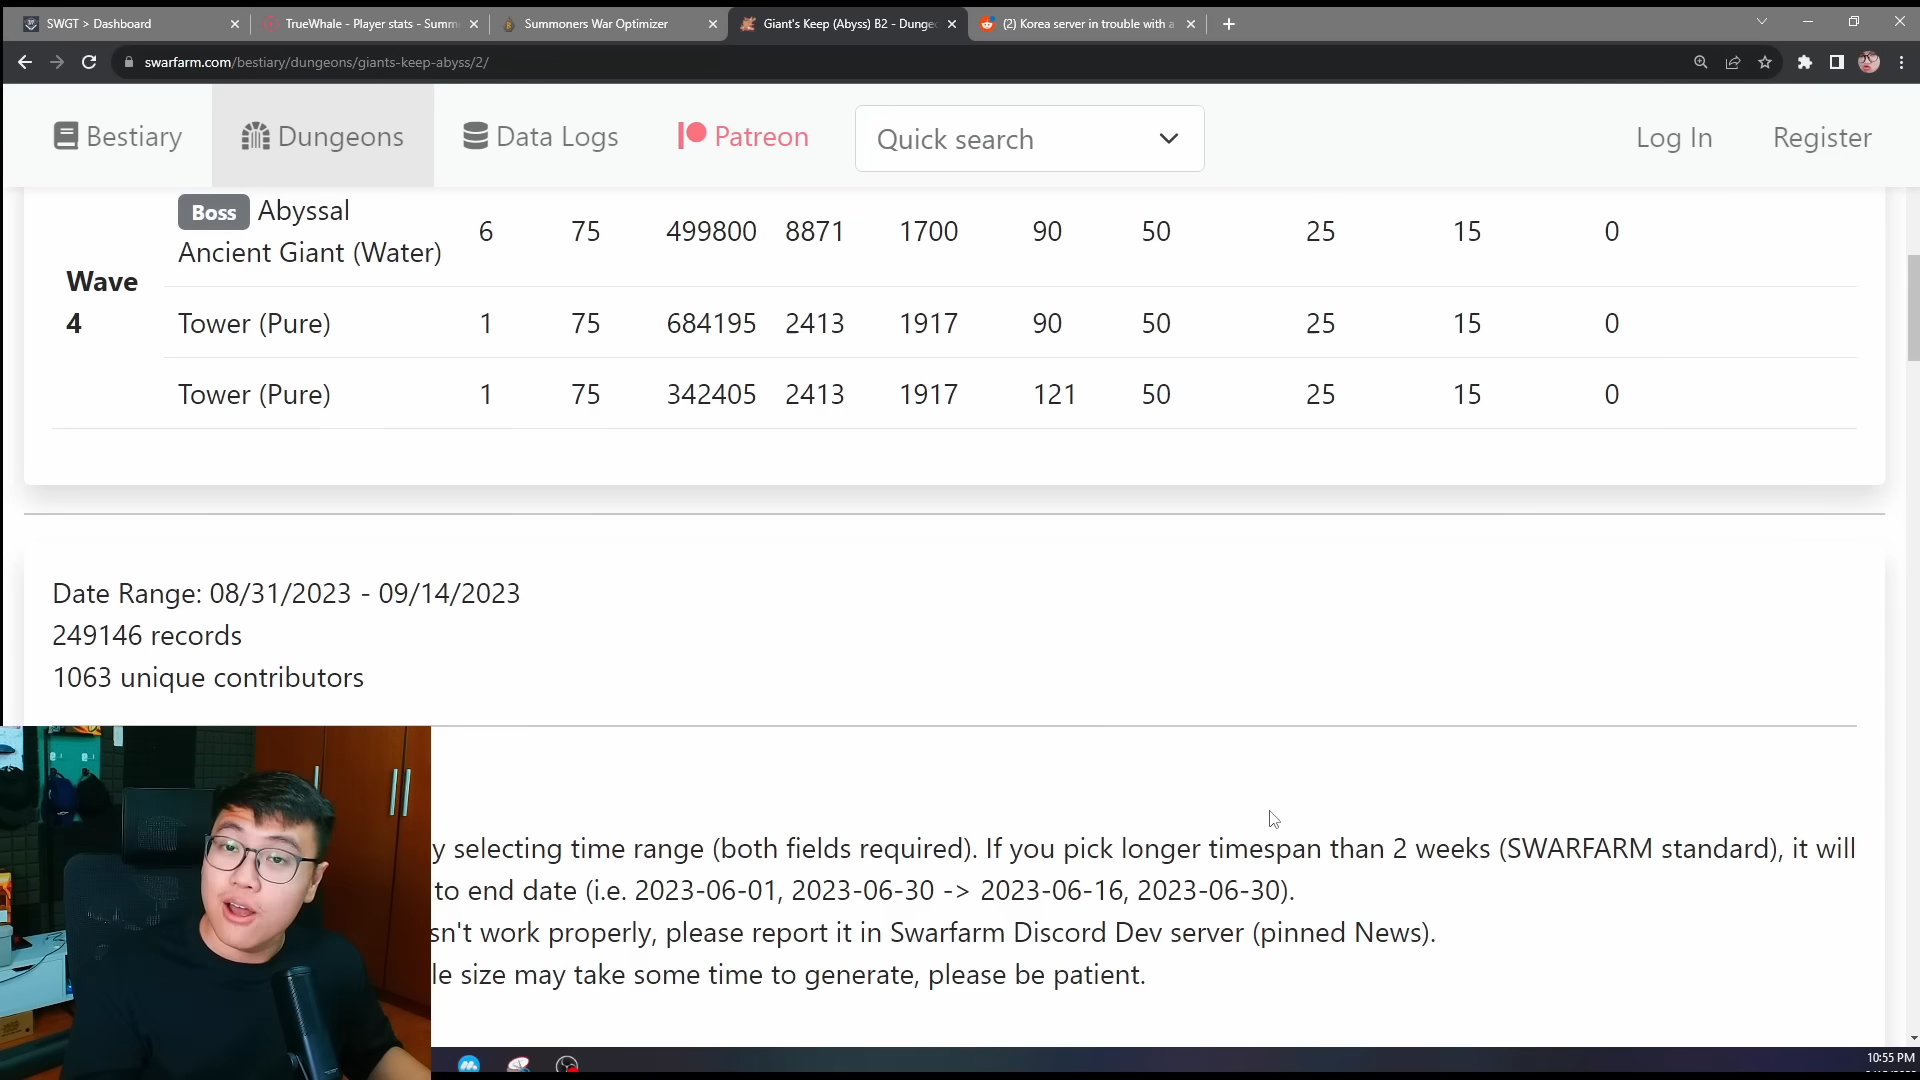 SWGT > Dashboard
TrueWhale - Player stats - Summ
Summoners War Optimizer
Giant's Keep (Abyss) B2 - Dunge
(2) Korea server in trouble with a
swarfarm.com/bestiary/dungeons/giants-keep-abyss/2/
Bestiary
Dungeons
Data Logs
Patreon
Quick search
Log In
Register
Wave 4
Boss Abyssal
Ancient Giant (Water) 6 75 499800 8871 1700 90 50 25 15 0
Tower (Pure) 1 75 684195 2413 1917 90 50 25 15 0
Tower (Pure) 1 75 342405 2413 1917 121 50 25 15 0
Date Range: 08/31/2023 - 09/14/2023
249146 records
1063 unique contributors
y selecting time range (both fields required). If you pick longer timespan than 2 weeks (SWARFARM standard), it will
to end date (i.e. 2023-06-01, 2023-06-30 -> 2023-06-16, 2023-06-30).
sn't work properly, please report it in Swarfarm Discord Dev server (pinned News).
le size may take some time to generate, please be patient.
10:55 PM